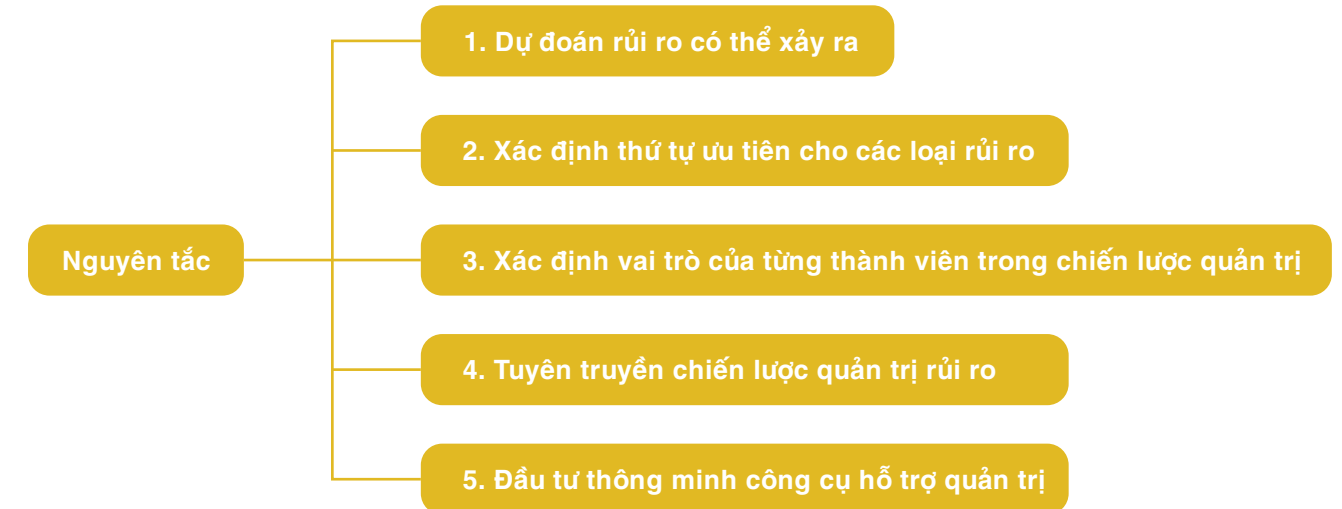 1. Dự đoán rủi ro có thể xảy ra
2. Xác định thứ tự ưu tiên cho các loại rủi ro
Nguyên tắc
3. Xác định vai trò của từng thành viên trong chiến lược quản trị
4. Tuyên truyền chiến lược quản trị rủi ro
5. Đầu tư thông minh công cụ hỗ trợ quản trị